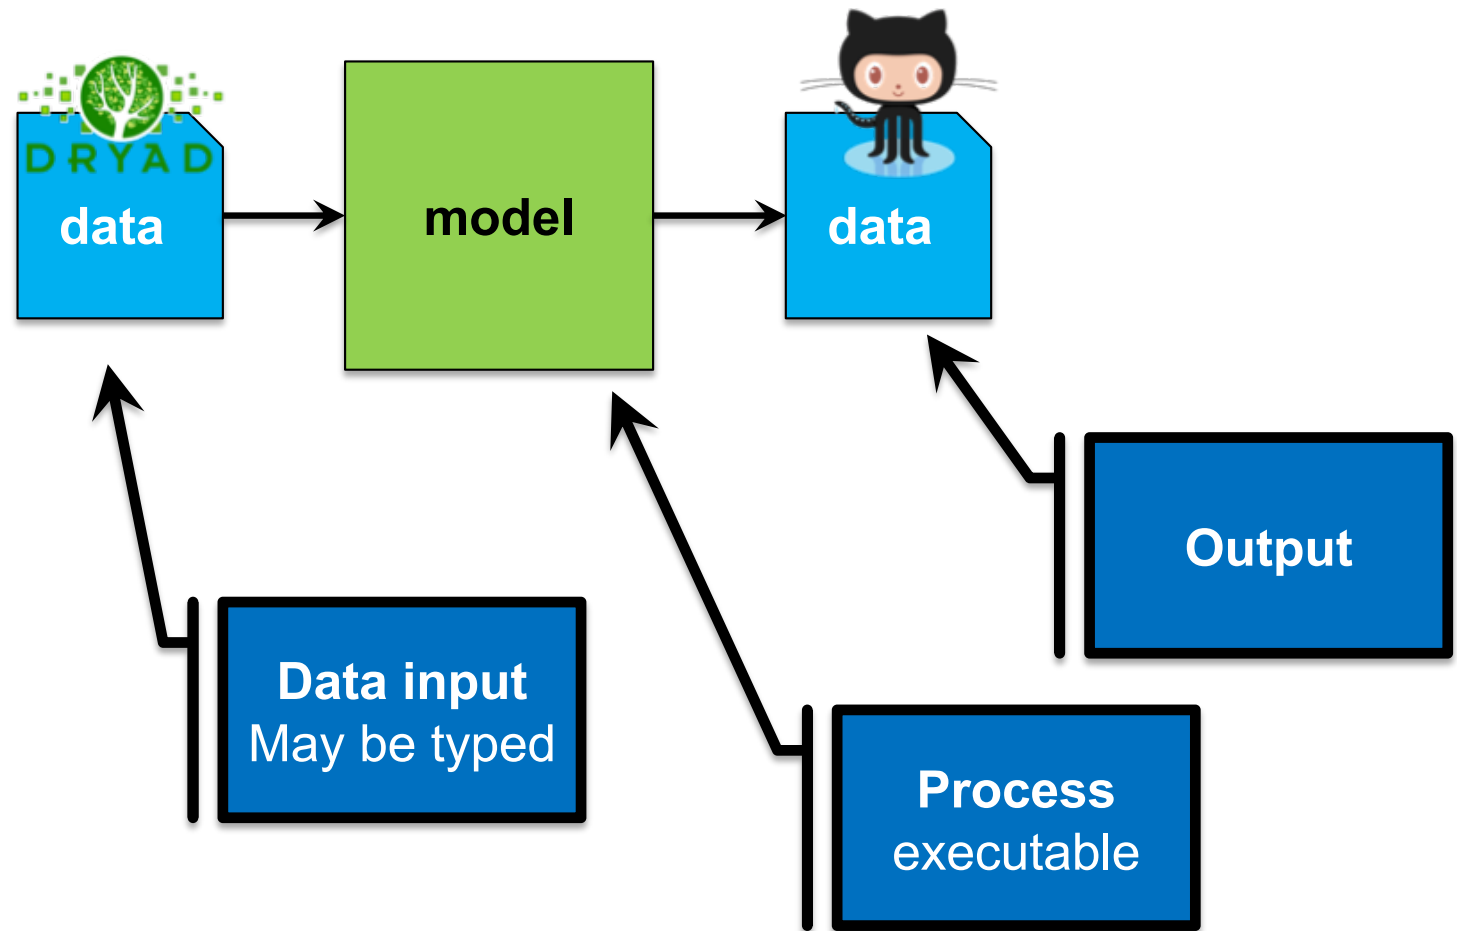 DRYAD
data
model
data
Output
Data input
May be typed
Process
executable